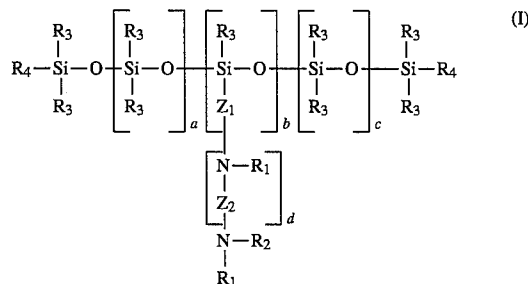 (I)
R3 R3 R3 R3 R3
R4—Si—O—Si—O—Si—O—Si—O—Si—R4
R3 R3 Z1 R3 R3
a b c
N—R1
Z2
d
N—R2
R1